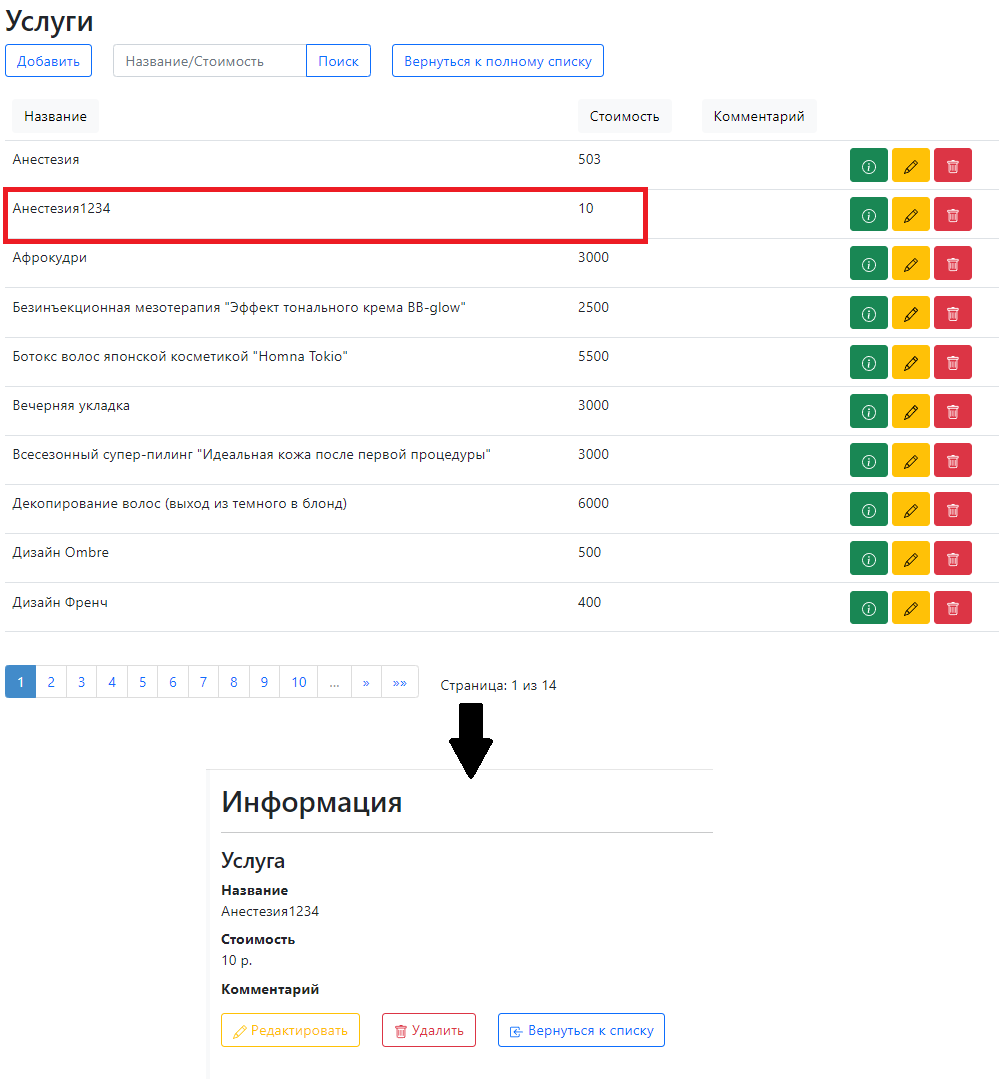 Услуги
Добавить Название/Стоимость Поиск Вернуться к полному списку
Название Стоимость Комментарий
Анестезия 503
Анестезия1234 10
Афрокудри 3000
Безинъекционная мезотерапия "Эффект тонального крема BB-glow" 2500
Ботокс волос японской косметикой "Homna Tokio" 5500
Вечерняя укладка 3000
Всесезонный супер-пилинг "Идеальная кожа после первой процедуры" 3000
Декопирование волос (выход из темного в блонд) 6000
Дизайн Ombre 500
Дизайн Френч 400
1 2 3 4 5 6 7 8 9 10 ... » »» Страница: 1 из 14
Информация
Услуга
Название
Анестезия1234
Стоимость
10 р.
Комментарий
Редактировать Удалить Вернуться к списку